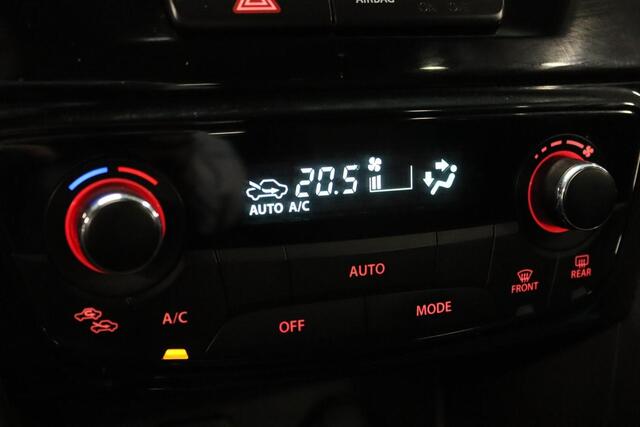 AIRBAG
20.5
AUTO A/C
AUTO
REAR
FRONT
A/C
OFF
MODE